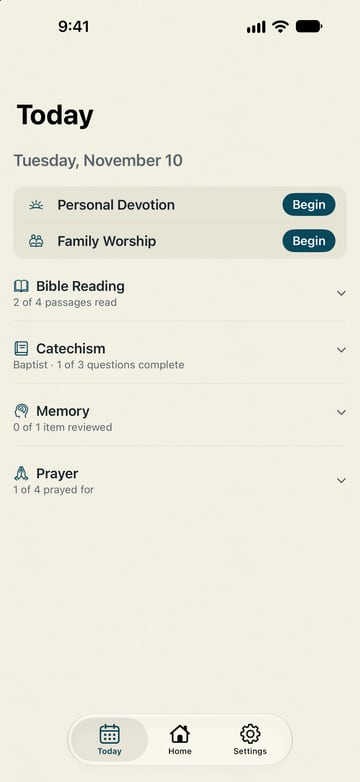 9:41
Today
Tuesday, November 10
Personal Devotion Begin
Family Worship Begin
Bible Reading
2 of 4 passages read
Catechism
Baptist · 1 of 3 questions complete
Memory
0 of 1 item reviewed
Prayer
1 of 4 prayed for
Today Home Settings